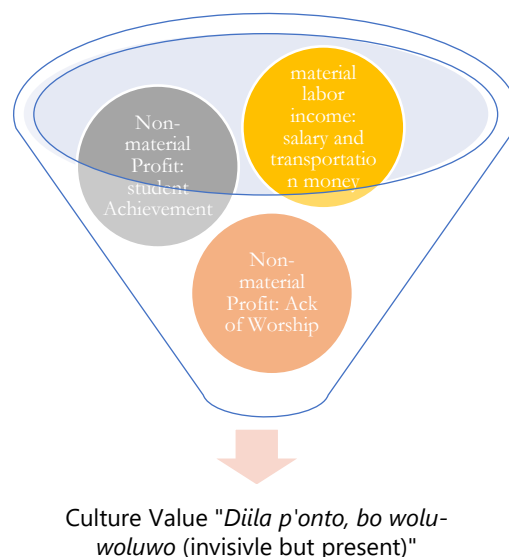 Non-
material
Profit:
student
Achievement
material
labor
income:
salary and
transportatio
n money
Non-
material
Profit: Ack
of Worship
Culture Value "Diila p'onto, bo wolu-
woluwo (invisivle but present)"